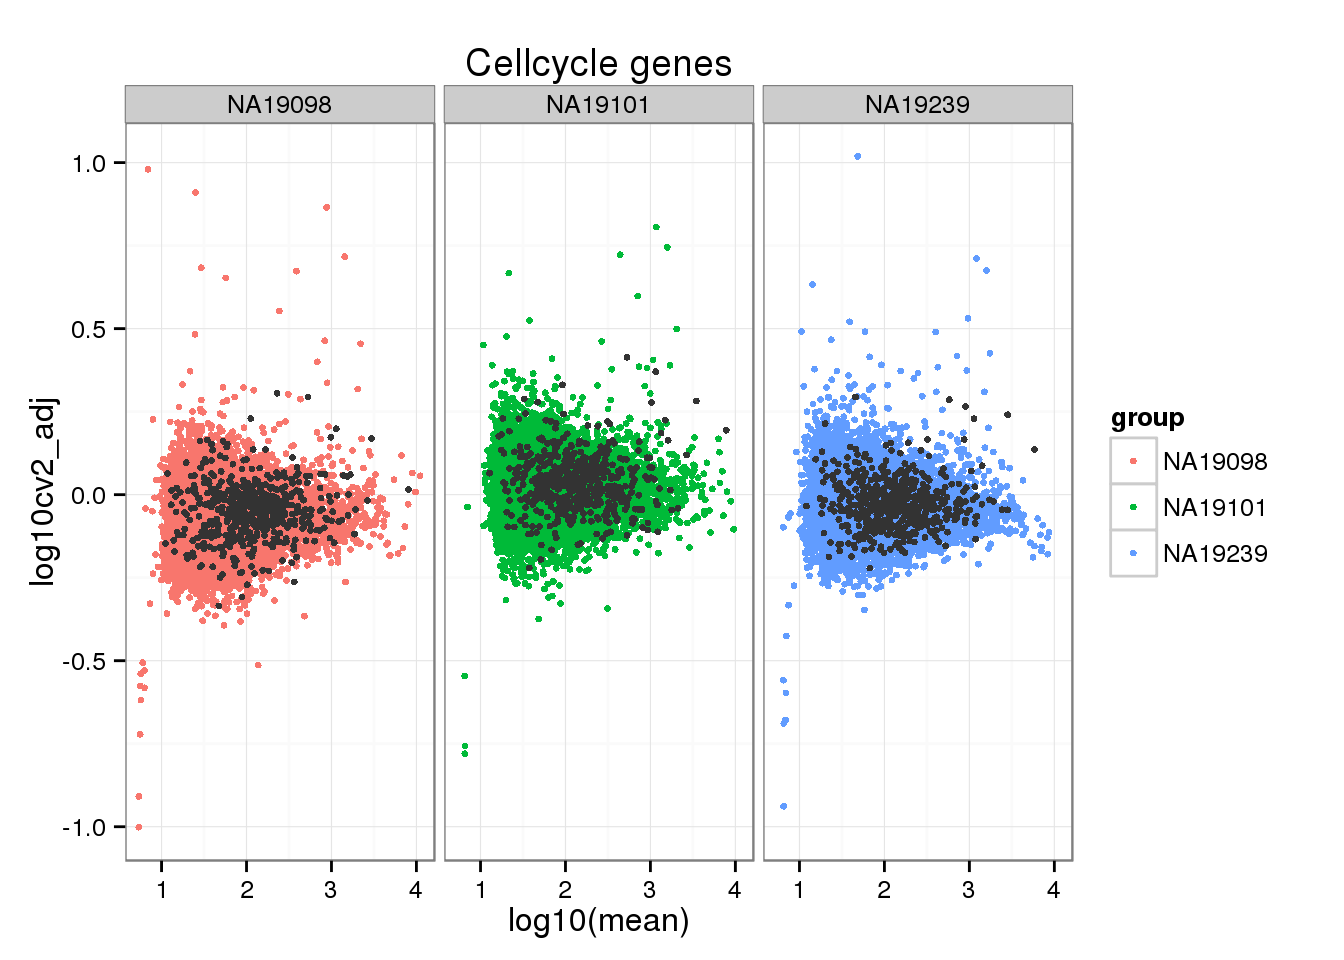 Cellcycle genes
NA19098 NA19101 NA19239
1.0
0.5
0.0
-0.5
-1.0
log10cv2_adj
1 2 3 4 1 2 3 4 1 2 3 4
log10(mean)
group
NA19098
NA19101
NA19239